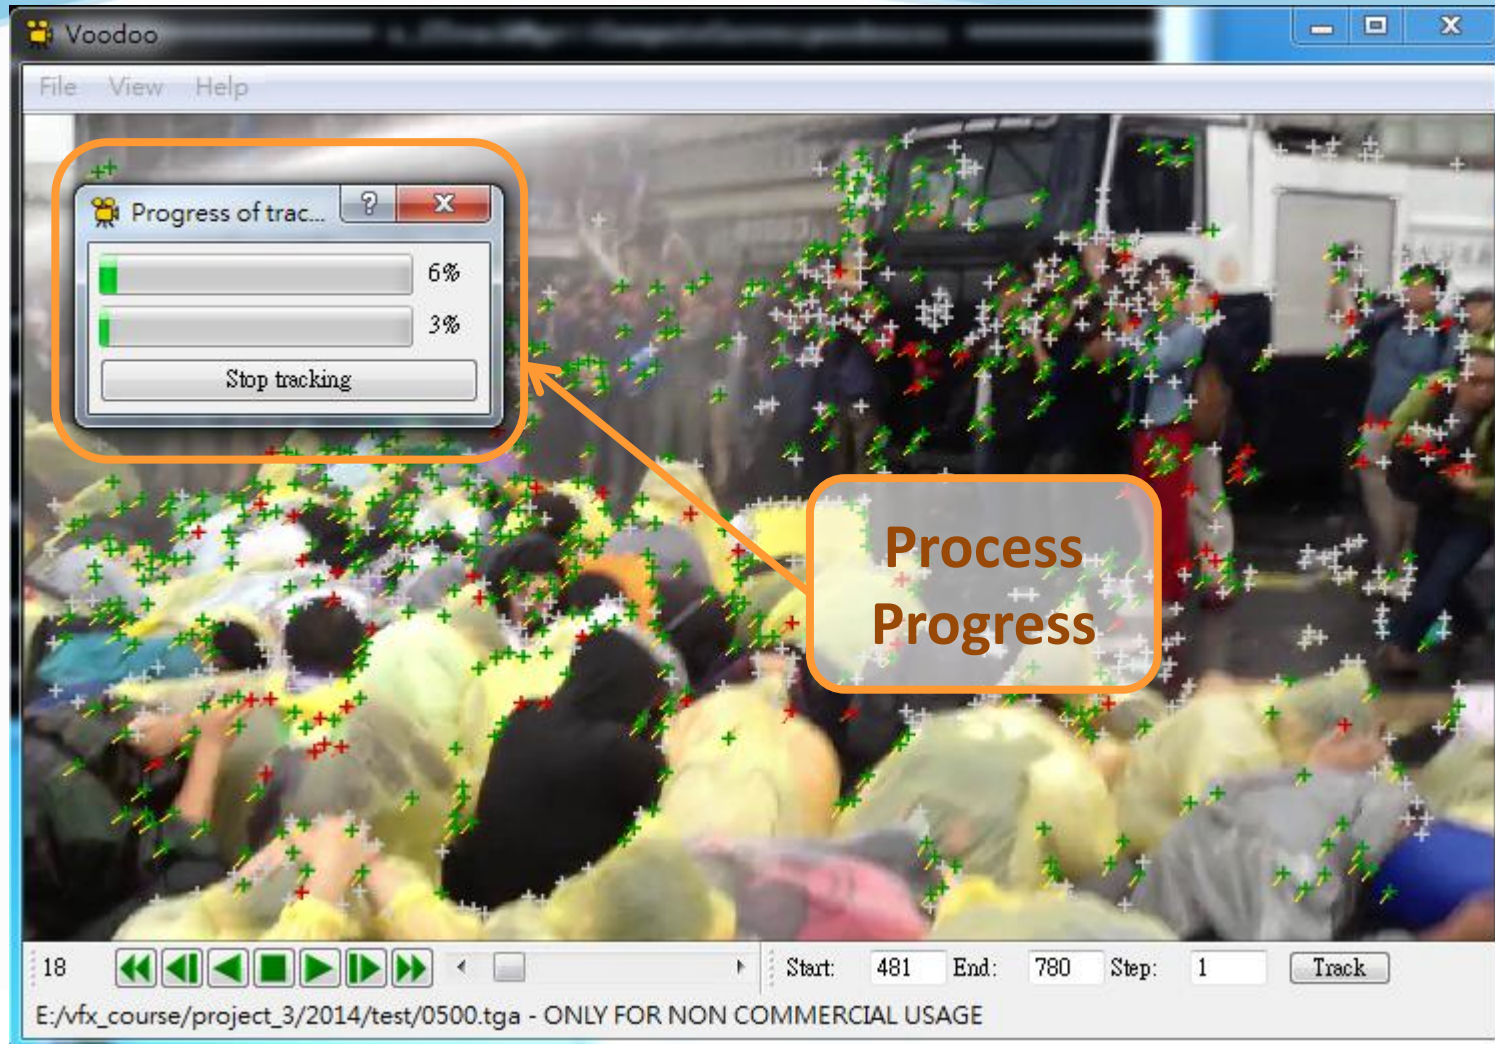 Voodoo
File View Help
Progress of trac...
6%
3%
Stop tracking
Process
Progress
18
Start: 481 End: 780 Step: 1 Track
E:/vfx_course/project_3/2014/test/0500.tga - ONLY FOR NON COMMERCIAL USAGE